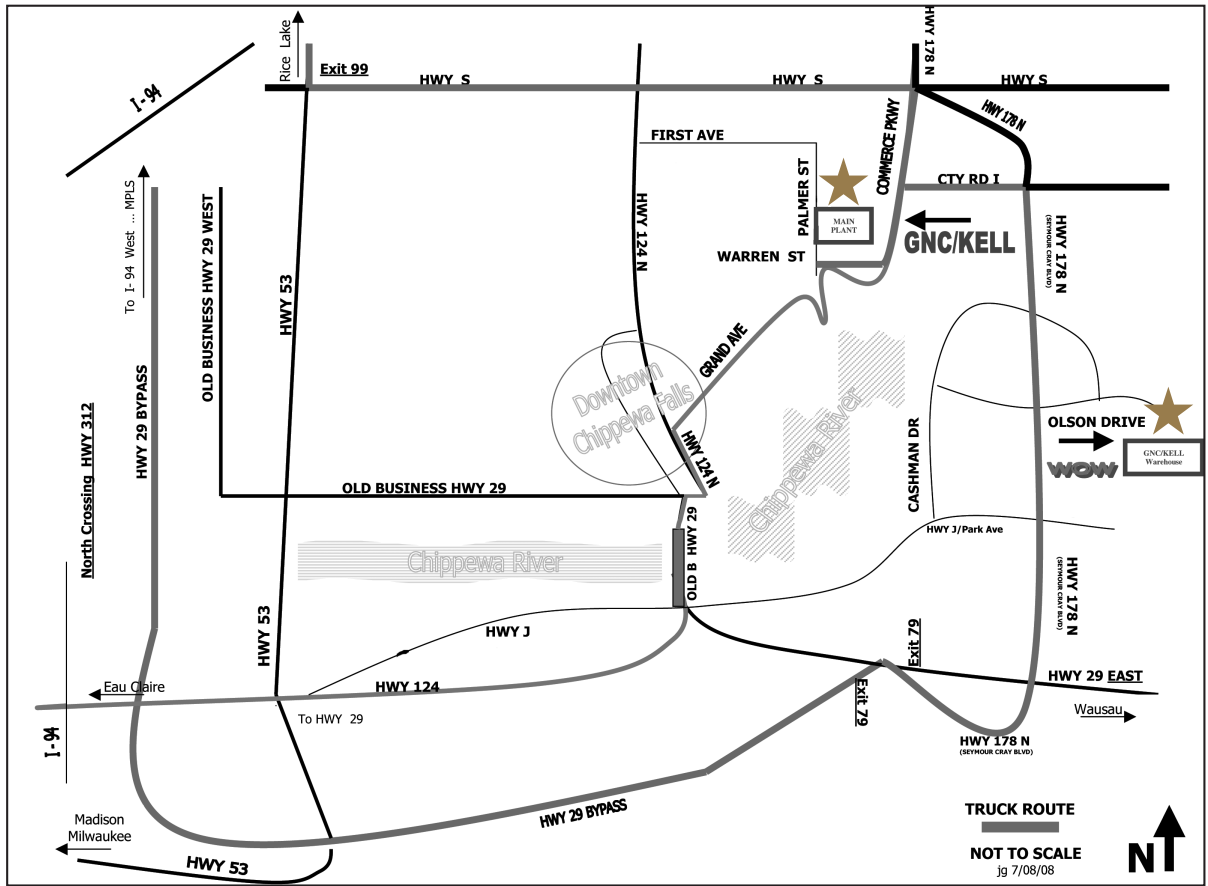 Rice Lake
Exit 99
HWY 178 N
HWY S
HWY S
HWY S
I-94
HWY 178 N
FIRST AVE
COMMERCE PKWY
PALMER ST
CTY RD I
To I- 94 West ... MPLS
OLD BUSINESS HWY 29 WEST
HWY 124 N
MAIN
PLANT
GNC/KELL
HWY 178 N
(SEYMOUR CRAY BLVD)
WARREN ST
HWY 53
GRAND AVE
HWY 29 BYPASS
North Crossing HWY 312
Downtown
Chippewa Falls
Chippewa River
OLSON DRIVE
WOW
GNC/KELL
Warehouse
CASHMAN DR
HWY 124 N
OLD BUSINESS HWY 29
OLD B HWY 29
HWY J/Park Ave
Chippewa River
HWY 178 N
(SEYMOUR CRAY BLVD)
HWY 53
HWY J
Exit 79
Eau Claire
HWY 124
HWY 29 EAST
To HWY 29
Exit 79
Wausau
I-94
HWY 178 N
(SEYMOUR CRAY BLVD)
HWY 29 BYPASS
TRUCK ROUTE
Madison
Milwaukee
NOT TO SCALE
jg 7/08/08
N
HWY 53